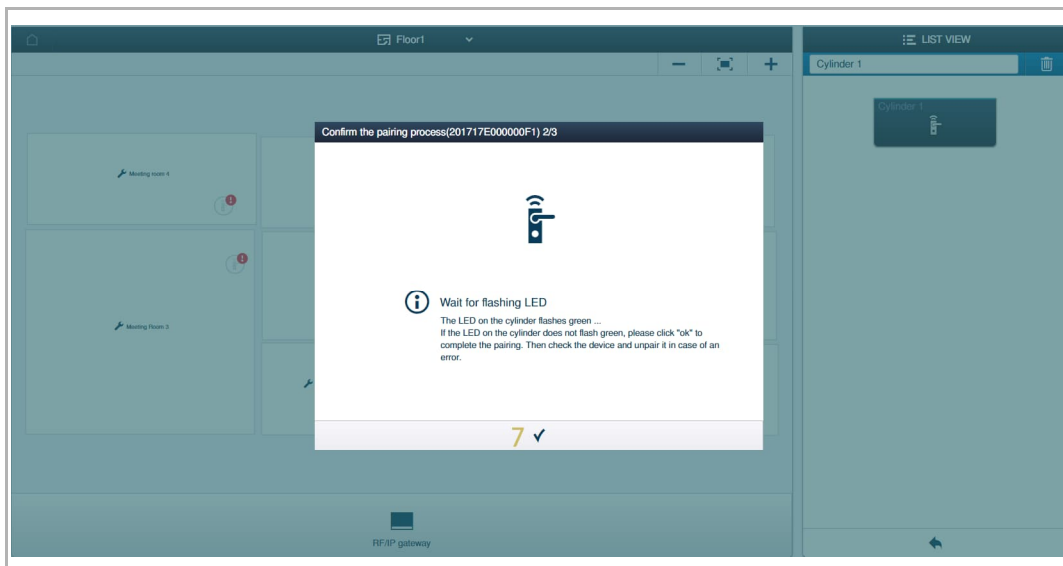 Floor1
LIST VIEW
Cylinder 1
Cylinder 1
Confirm the pairing process(201717E000000F1) 2/3
Meeting room 4
Wait for flashing LED
The LED on the cylinder flashes green ...
If the LED on the cylinder does not flash green, please click "ok" to
complete the pairing. Then check the device and unpair it in case of an
error.
Meeting Room 3
7
RF/IP gateway